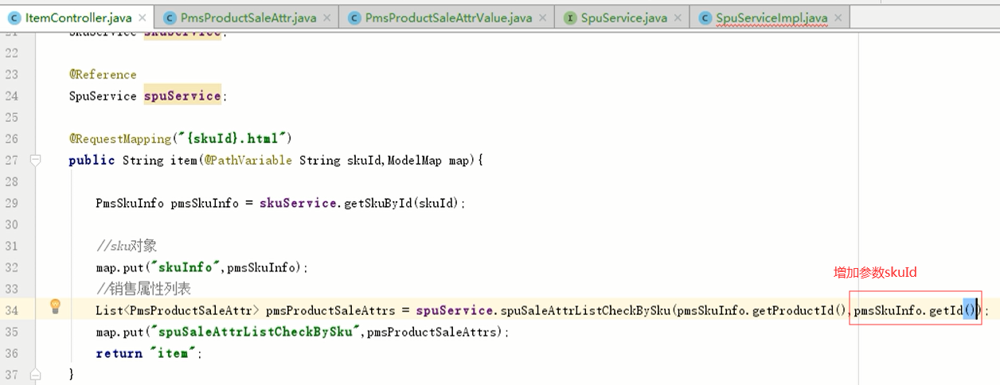 ItemController.java PmsProductSaleAttr.java PmsProductSaleAttrValue.java SpuService.java SpuServiceImpl.java
22
23 @Reference
24 SpuService spuService;
25
26 @RequestMapping("{skuId}.html")
27 public String item(@PathVariable String skuId,ModelMap map){
28
29 PmsSkuInfo pmsSkuInfo = skuService.getSkuById(skuId);
30
31 //sku对象
32 map.put("skuInfo",pmsSkuInfo);
增加参数skuId
33 //销售属性列表
34 List<PmsProductSaleAttr> pmsProductSaleAttrs = spuService.spuSaleAttrListCheckBySku(pmsSkuInfo.getProductId(),pmsSkuInfo.getId());
35 map.put("spuSaleAttrListCheckBySku",pmsProductSaleAttrs);
36 return "item";
37 }